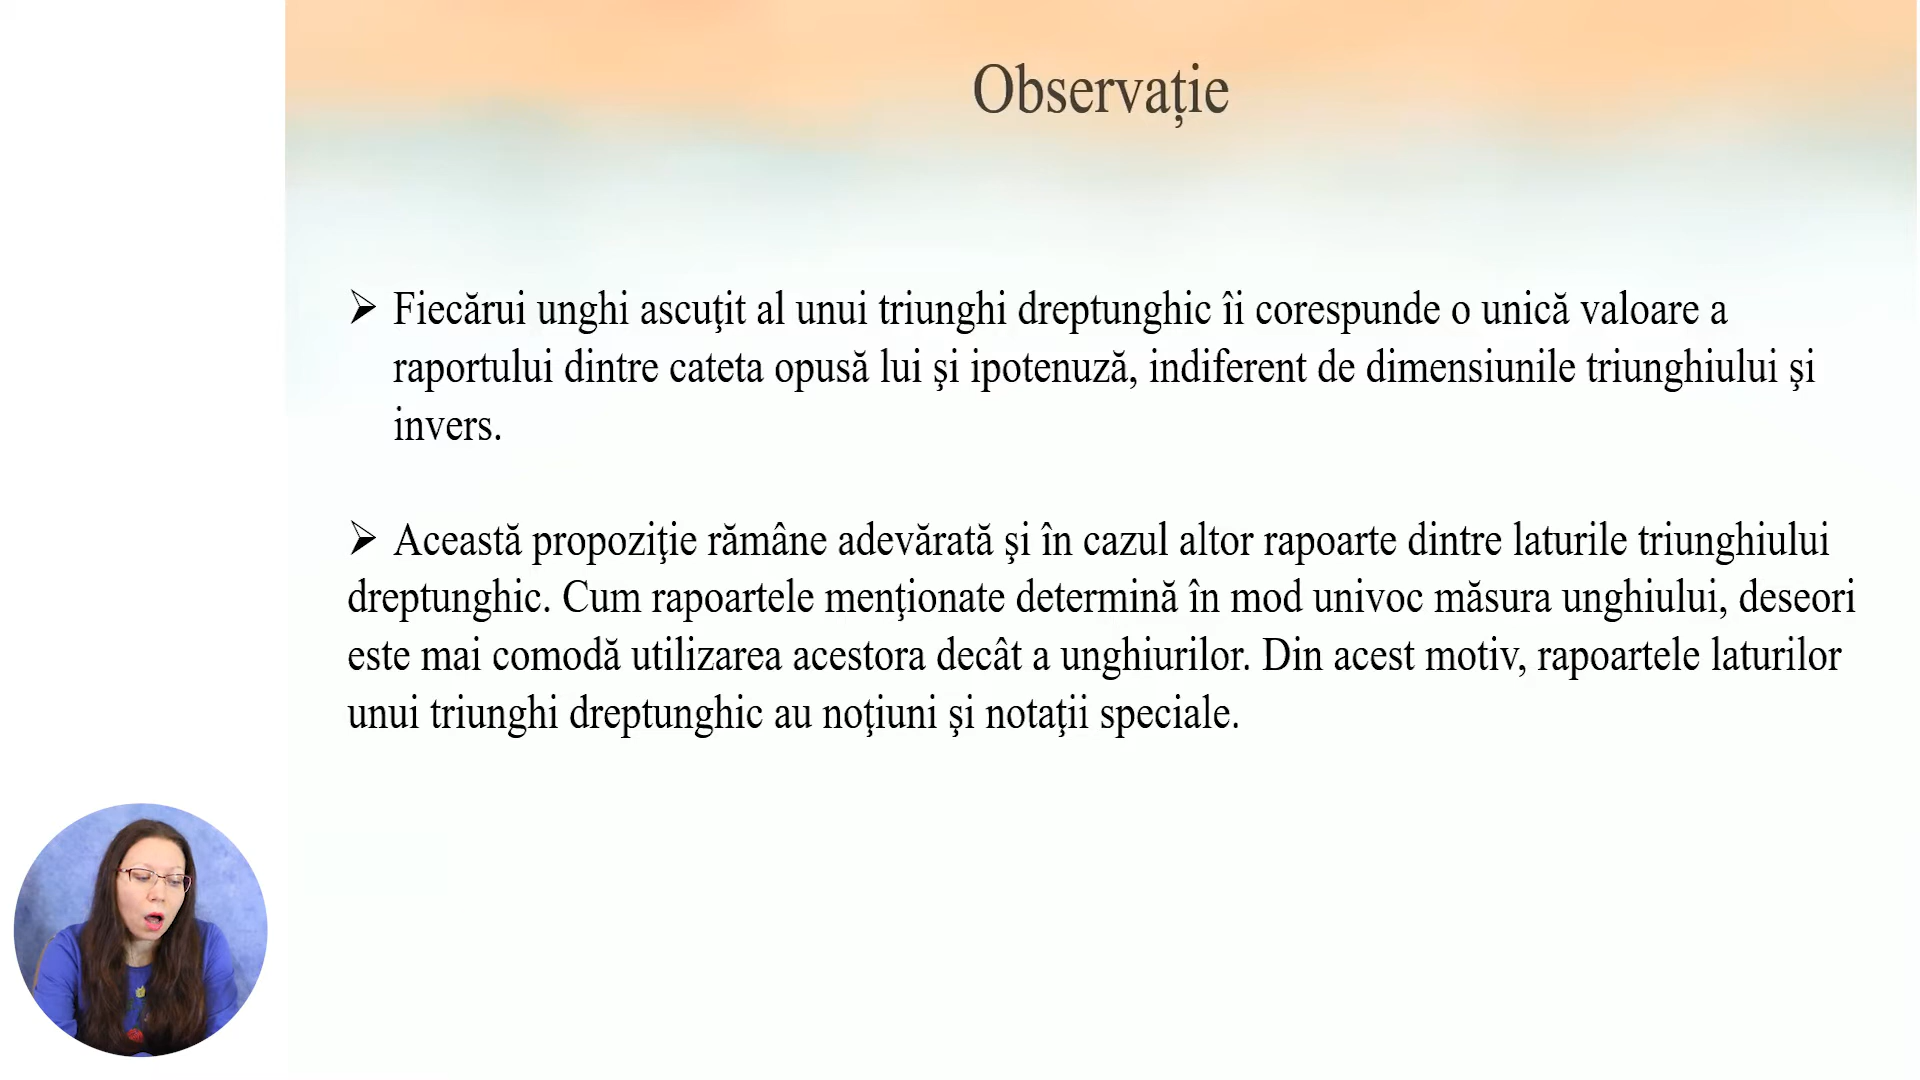 Observație
➢ Fiecărui unghi ascuţit al unui triunghi dreptunghic îi corespunde o unică valoare a
raportului dintre cateta opusă lui şi ipotenuză, indiferent de dimensiunile triunghiului şi
invers.
➢ Această propoziţie rămâne adevărată şi în cazul altor rapoarte dintre laturile triunghiului
dreptunghic. Cum rapoartele menţionate determină în mod univoc măsura unghiului, deseori
este mai comodă utilizarea acestora decât a unghiurilor. Din acest motiv, rapoartele laturilor
unui triunghi dreptunghic au noţiuni şi notaţii speciale.